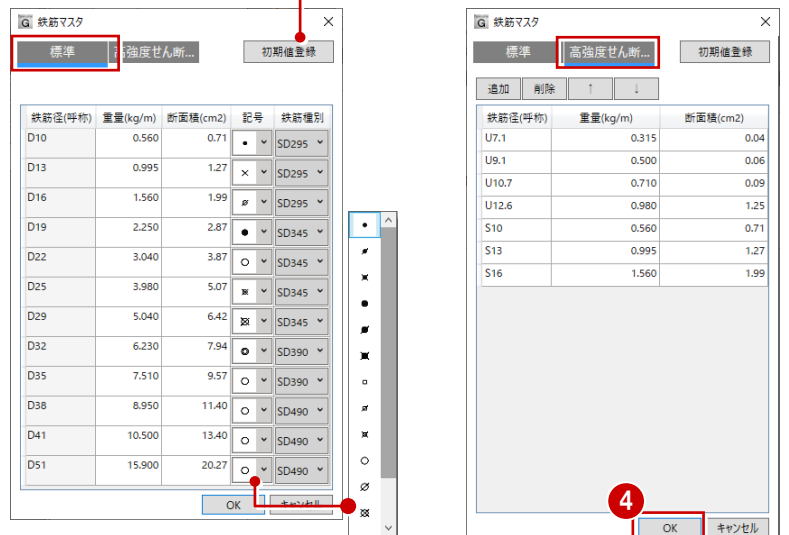 G 鉄筋マスタ
標準 高強度せん断... 初期値登録
鉄筋径(呼称) 重量(kg/m) 断面積(cm2) 記号 鉄筋種別
D10 0.560 0.71 SD295
D13 0.995 1.27 SD295
D16 1.560 1.99 SD295
D19 2.250 2.87 SD345
D22 3.040 3.87 SD345
D25 3.980 5.07 SD345
D29 5.040 6.42 SD345
D32 6.230 7.94 SD390
D35 7.510 9.57 SD390
D38 8.950 11.40 SD490
D41 10.500 13.40 SD490
D51 15.900 20.27 SD490
OK キャンセル
G 鉄筋マスタ
標準 高強度せん断... 初期値登録
追加 削除 ↑ ↓
鉄筋径(呼称) 重量(kg/m) 断面積(cm2)
U7.1 0.315 0.04
U9.1 0.500 0.06
U10.7 0.710 0.09
U12.6 0.980 1.25
S10 0.560 0.71
S13 0.995 1.27
S16 1.560 1.99
4
OK キャンセル